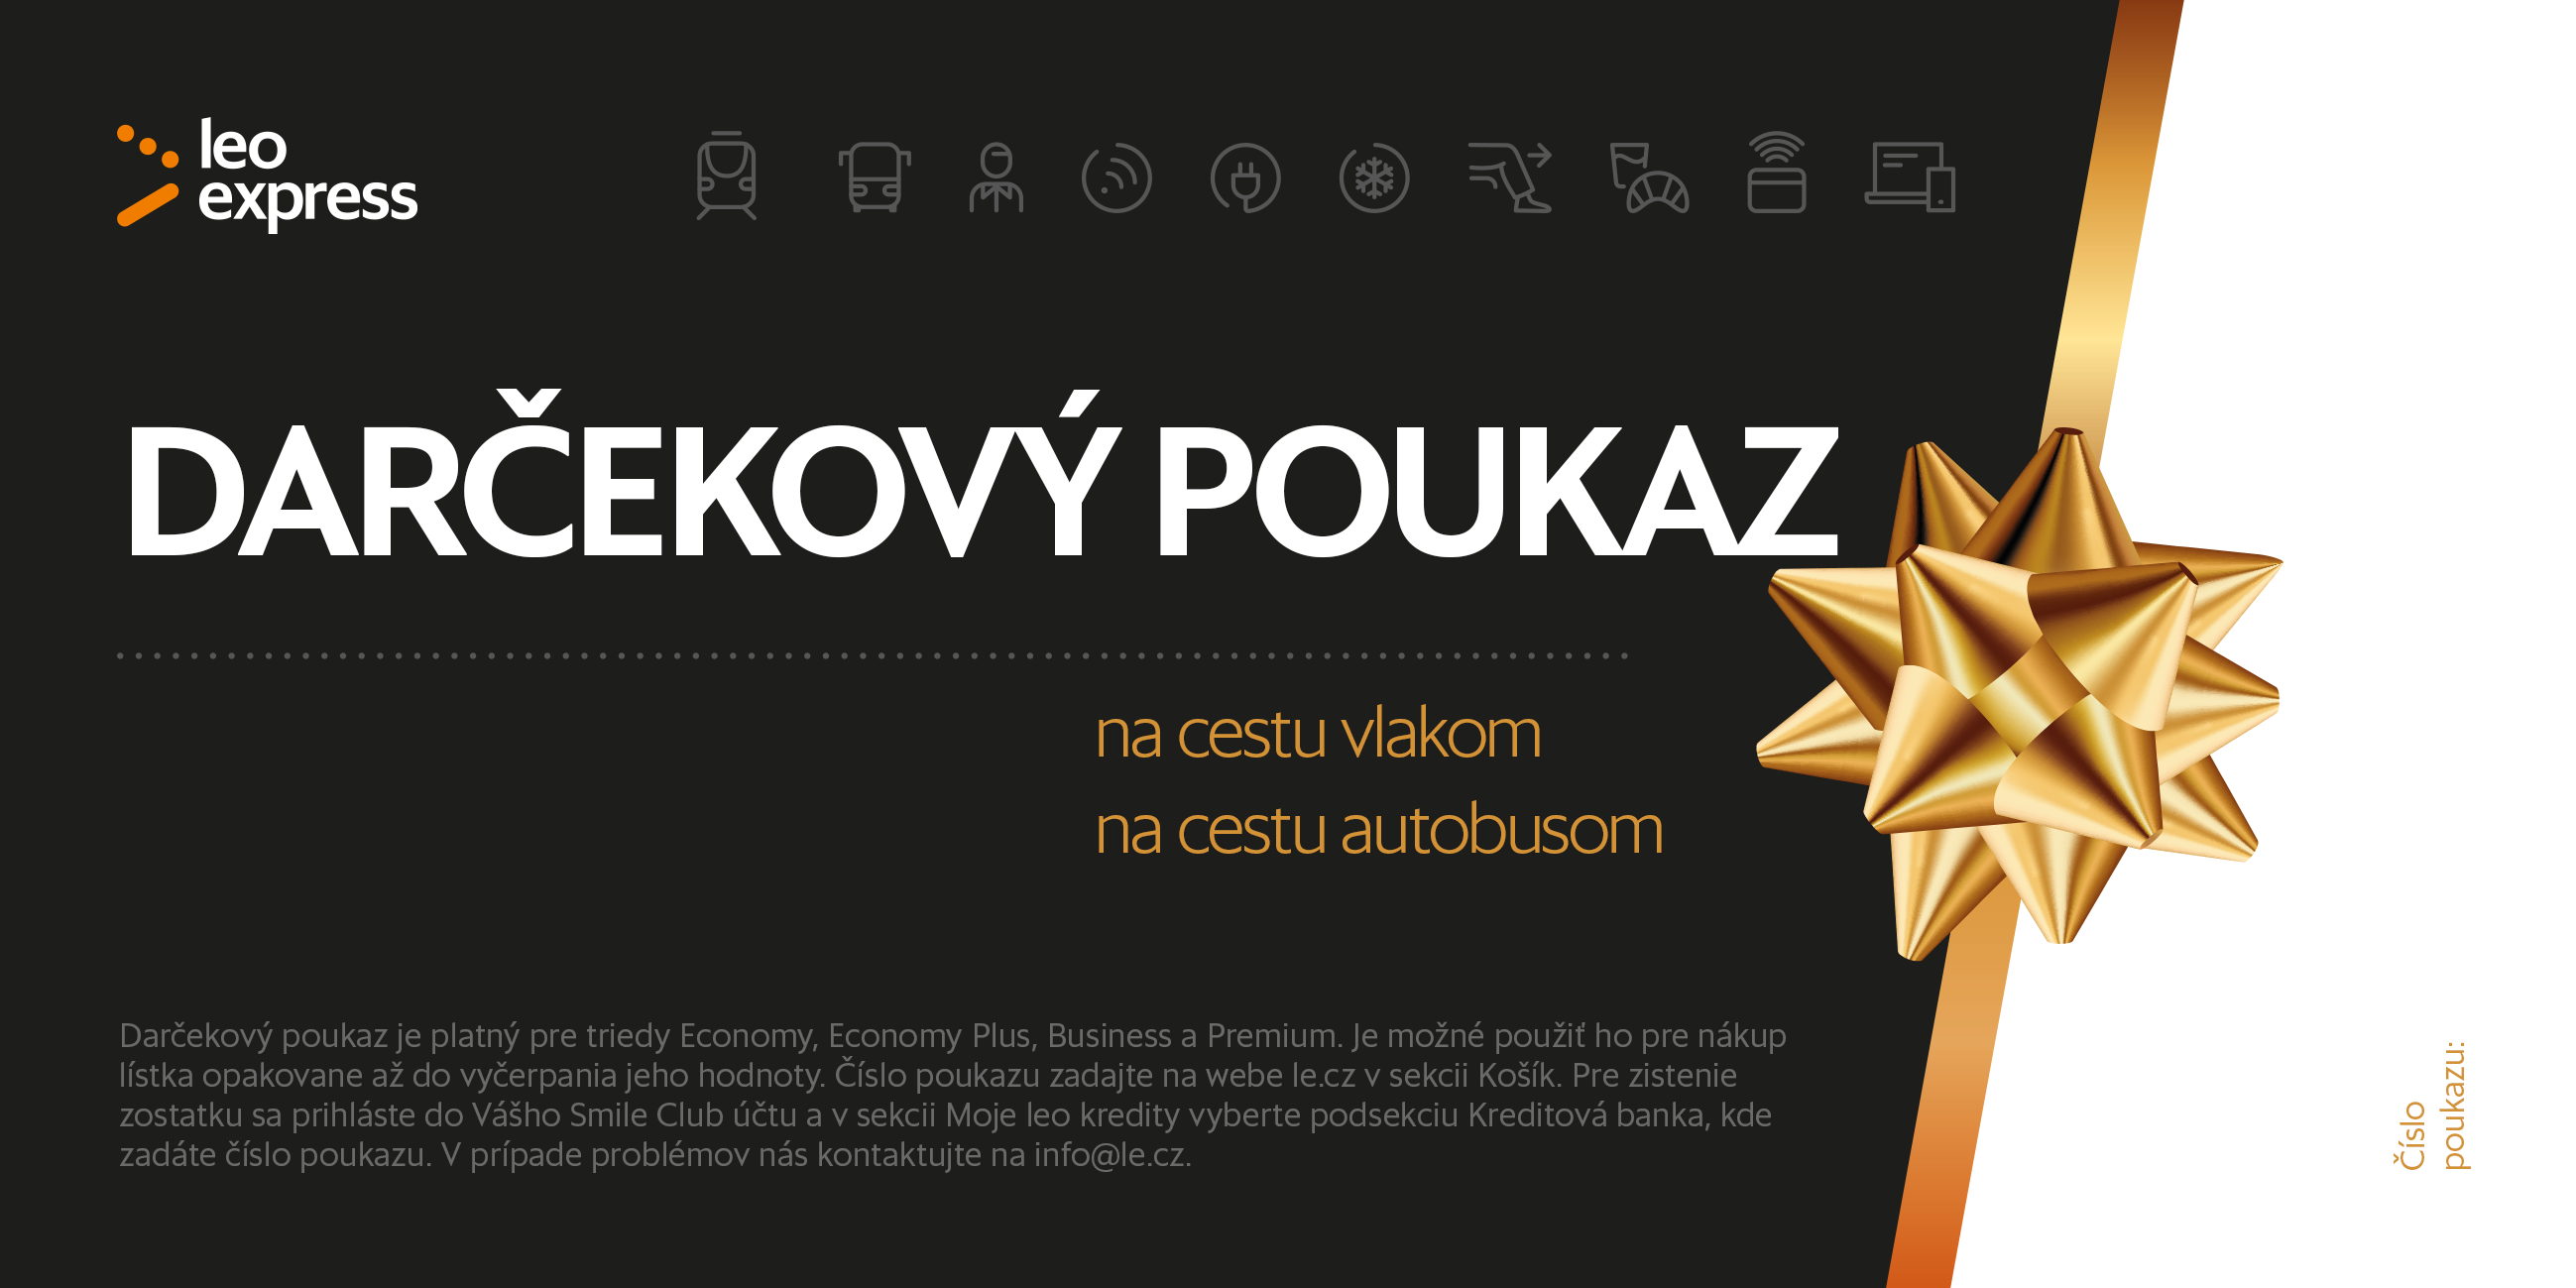 leo
express
DARČEKOVÝ POUKAZ
na cestu vlakom
na cestu autobusom
Darčekový poukaz je platný pre triedy Economy, Economy Plus, Business a Premium. Je možné použiť ho pre nákup
lístka opakovane až do vyčerpania jeho hodnoty. Číslo poukazu zadajte na webe le.cz v sekcii Košík. Pre zistenie
zostatku sa prihláste do Vášho Smile Club účtu a v sekcii Moje leo kredity vyberte podsekciu Kreditová banka, kde
zadáte číslo poukazu. V prípade problémov nás kontaktujte na info@le.cz.
Číslo
poukazu: